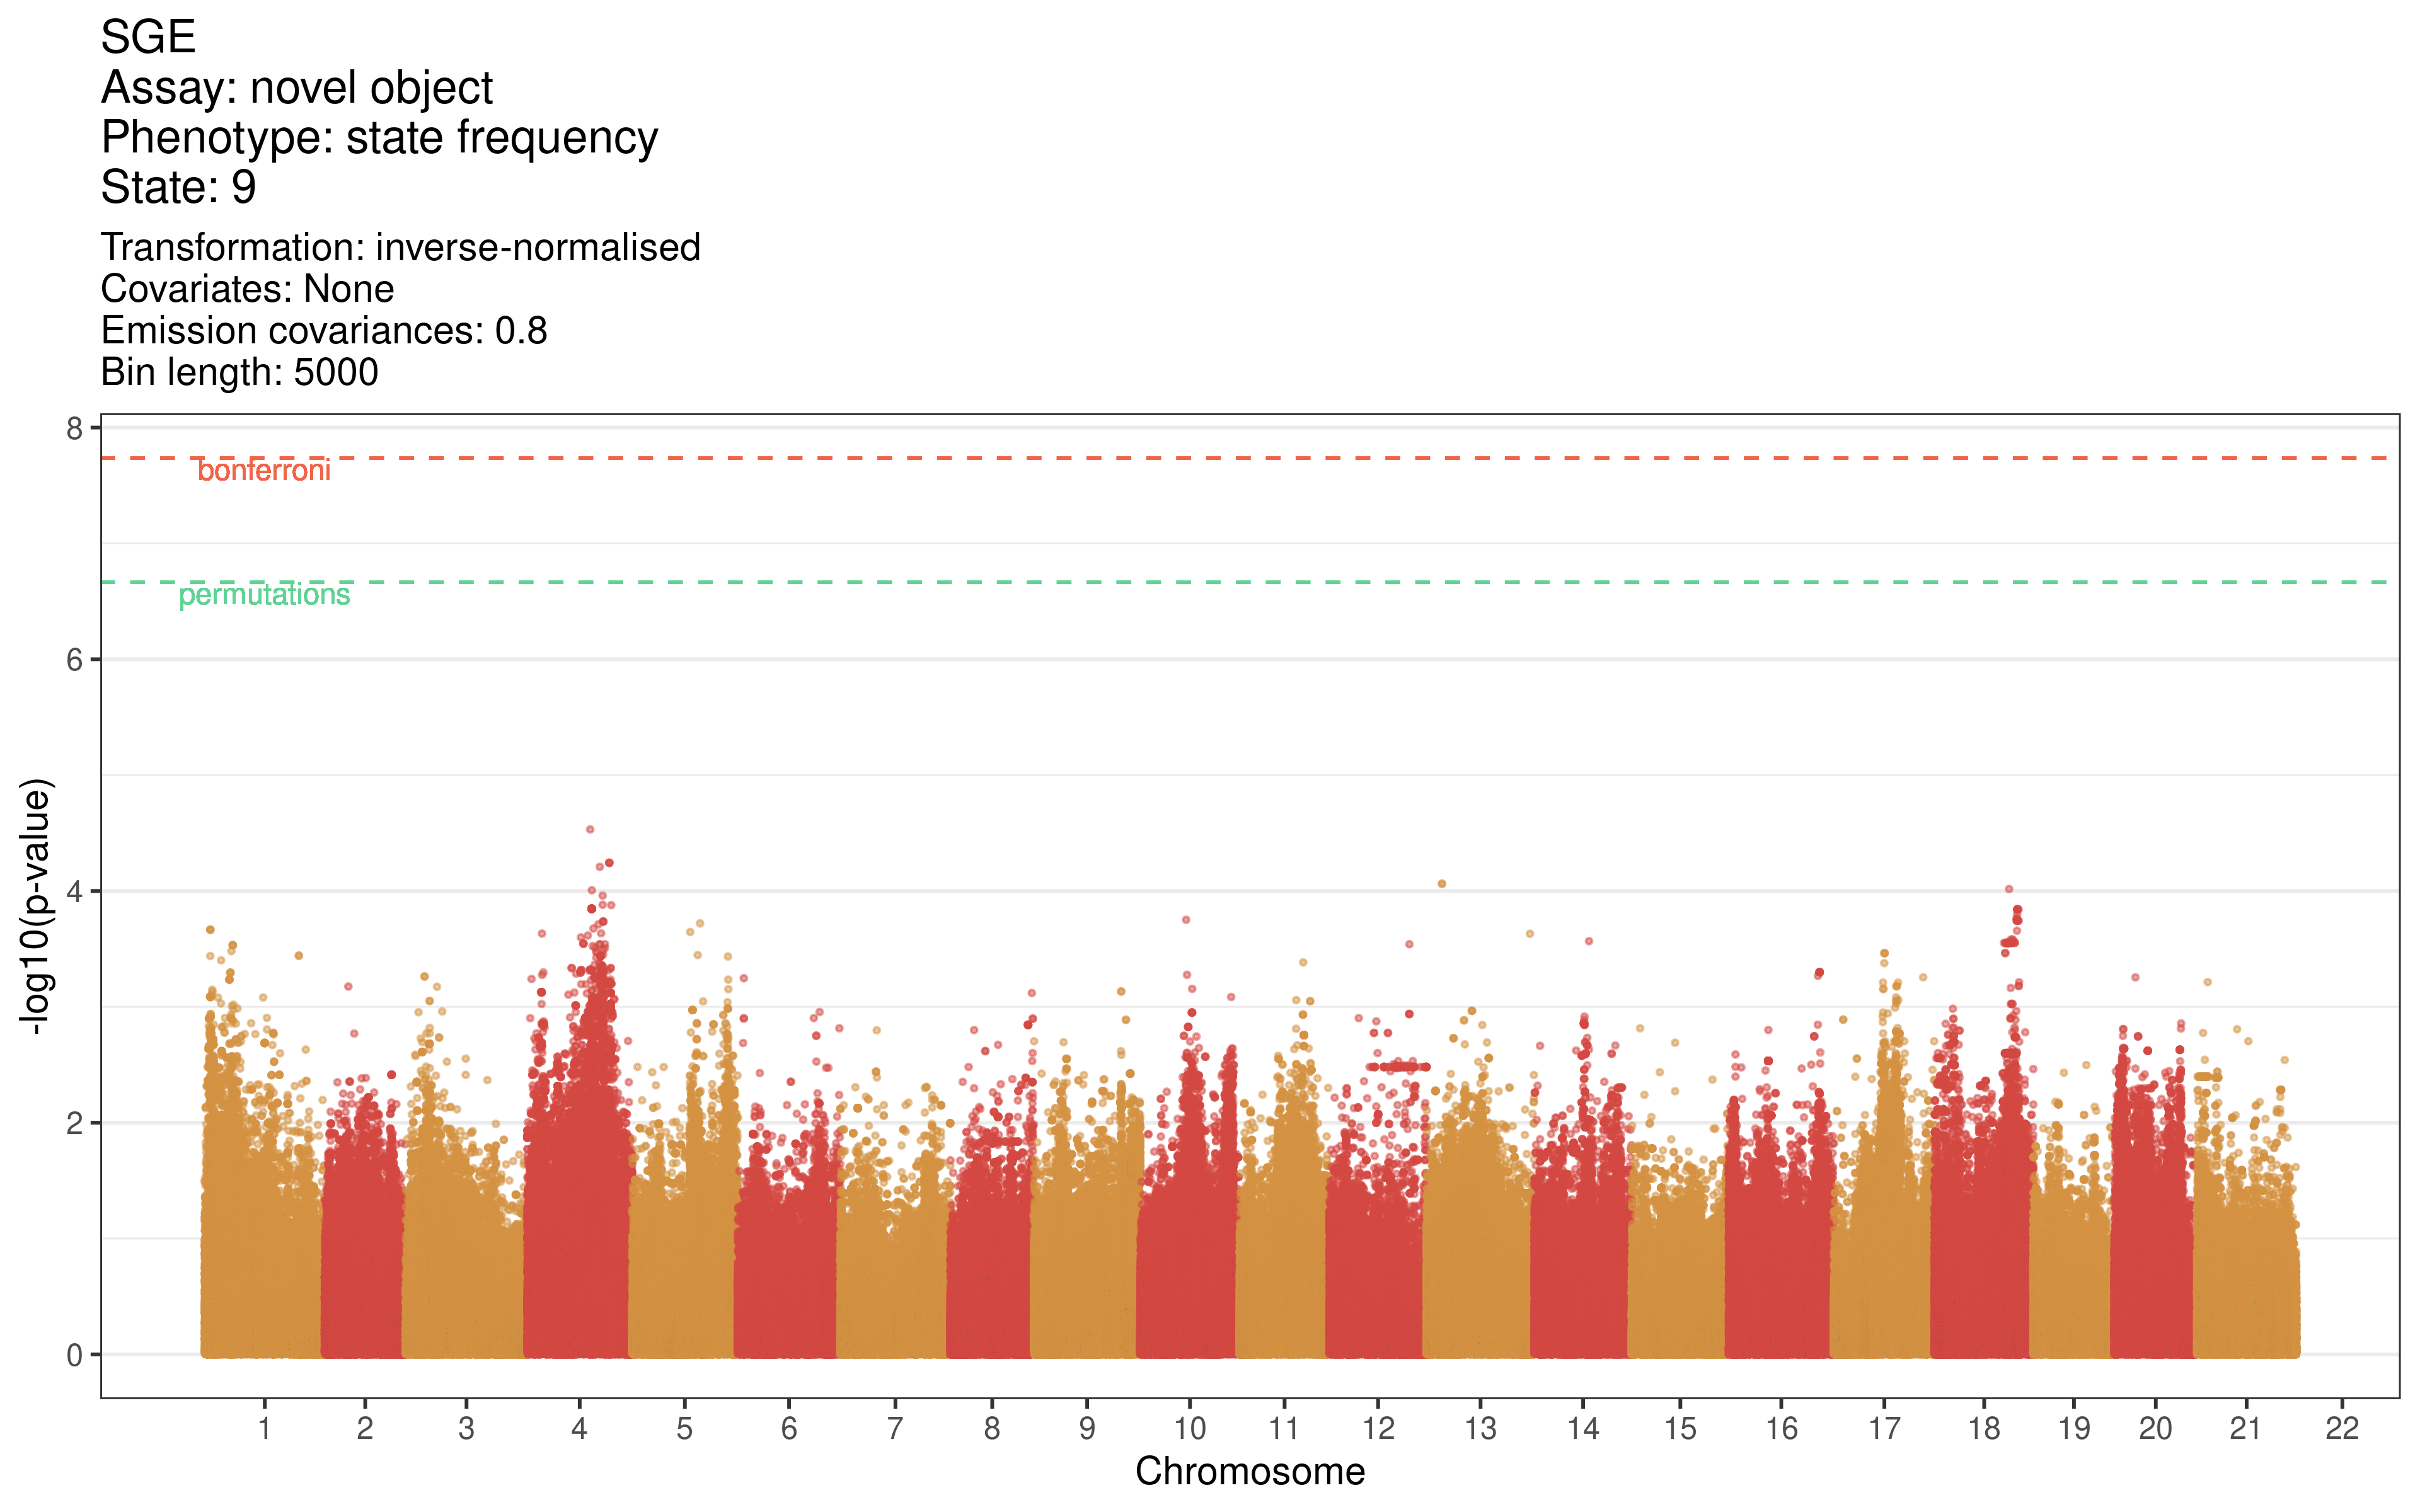 SGE
Assay: novel object
Phenotype: state frequency
State: 9
Transformation: inverse-normalised
Covariates: None
Emission covariances: 0.8
Bin length: 5000
8
bonferroni
permutations
6
4
2
0
-log10(p-value)
1 2 3 4 5 6 7 8 9 10 11 12 13 14 15 16 17 18 19 20 21 22
Chromosome